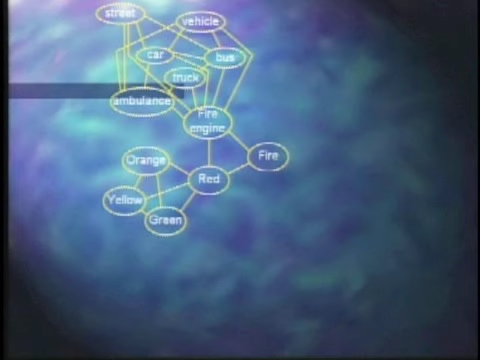 street
vehicle
car
bus
truck
ambulance
Fire
engine
Orange
Fire
Red
Yellow
Green